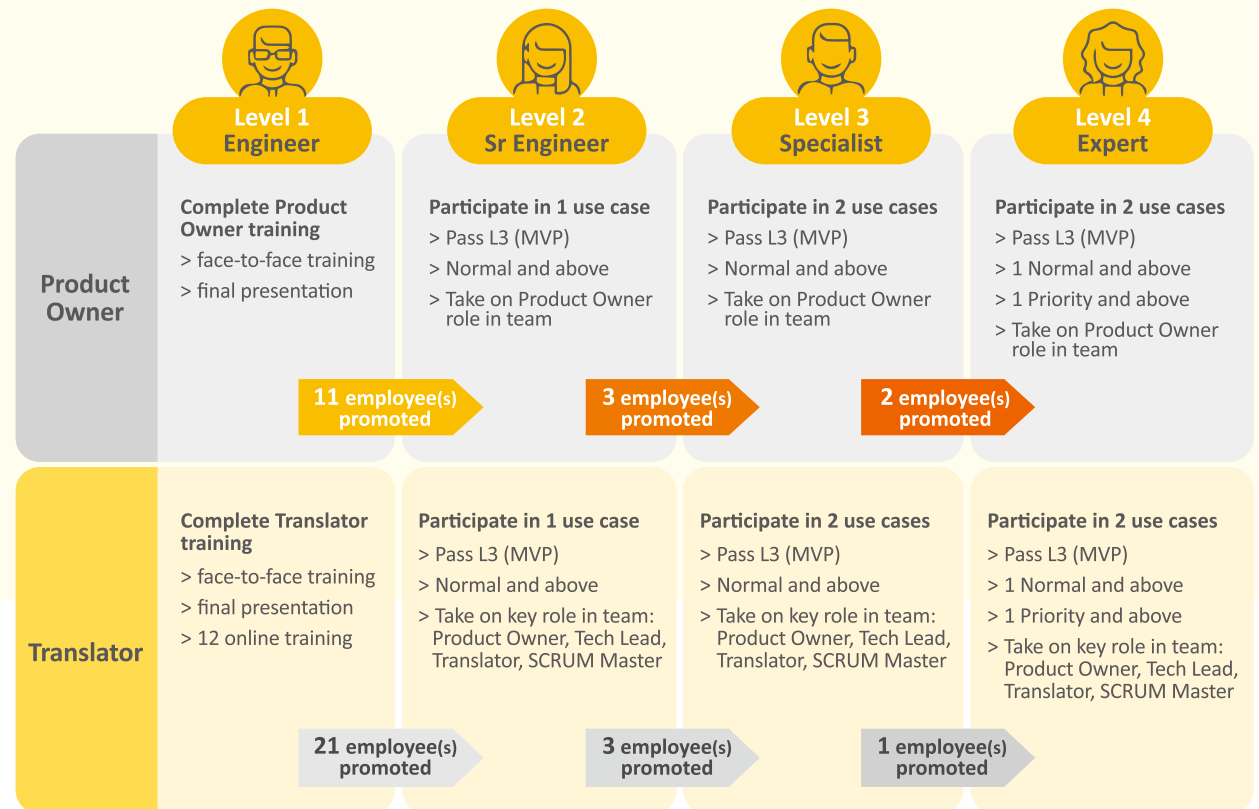 Level 1
Engineer
Level 2
Sr Engineer
Level 3
Specialist
Level 4
Expert
Product
Owner
Complete Product
Owner training
> face-to-face training
> final presentation
Participate in 1 use case
> Pass L3 (MVP)
> Normal and above
> Take on Product Owner
role in team
Participate in 2 use cases
> Pass L3 (MVP)
> Normal and above
> Take on Product Owner
role in team
Participate in 2 use cases
> Pass L3 (MVP)
> 1 Normal and above
> 1 Priority and above
> Take on Product Owner
role in team
11 employee(s)
promoted
3 employee(s)
promoted
2 employee(s)
promoted
Translator
Complete Translator
training
> face-to-face training
> final presentation
> 12 online training
Participate in 1 use case
> Pass L3 (MVP)
> Normal and above
> Take on key role in team:
Product Owner, Tech Lead,
Translator, SCRUM Master
Participate in 2 use cases
> Pass L3 (MVP)
> Normal and above
> Take on key role in team:
Product Owner, Tech Lead,
Translator, SCRUM Master
Participate in 2 use cases
> Pass L3 (MVP)
> 1 Normal and above
> 1 Priority and above
> Take on key role in team:
Product Owner, Tech Lead,
Translator, SCRUM Master
21 employee(s)
promoted
3 employee(s)
promoted
1 employee(s)
promoted